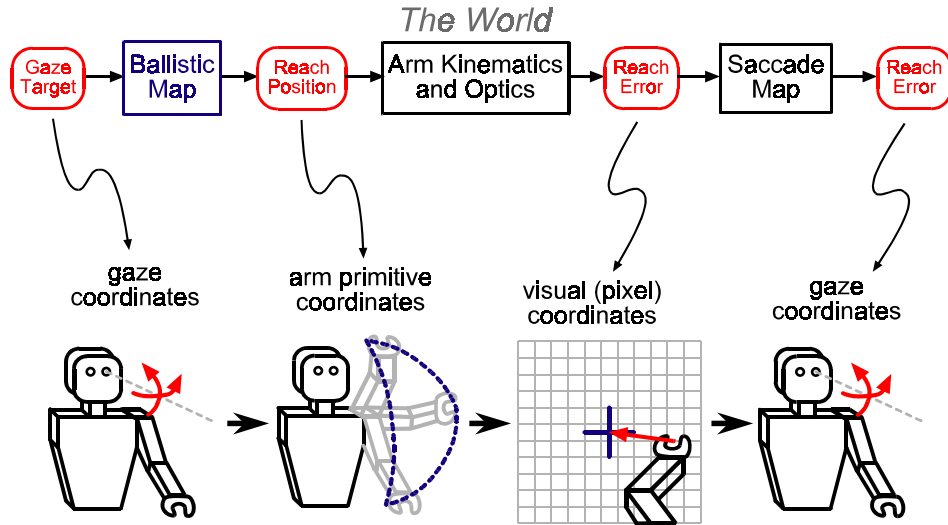 The World
Gaze
Target
Ballistic
Map
Reach
Position
Arm Kinematics
and Optics
Reach
Error
Saccade
Map
Reach
Error
gaze
coordinates
arm primitive
coordinates
visual (pixel)
coordinates
gaze
coordinates